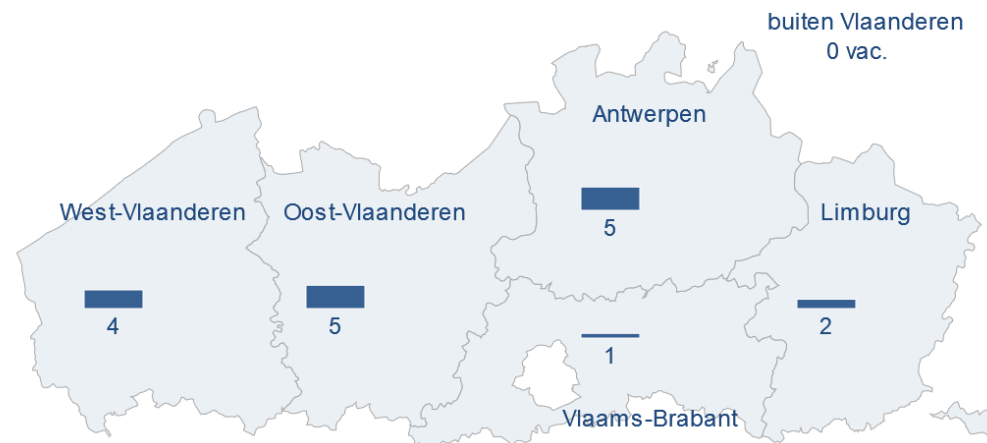 buiten Vlaanderen
0 vac.
Antwerpen
5
West-Vlaanderen
4
Oost-Vlaanderen
5
Limburg
2
1
Vlaams-Brabant